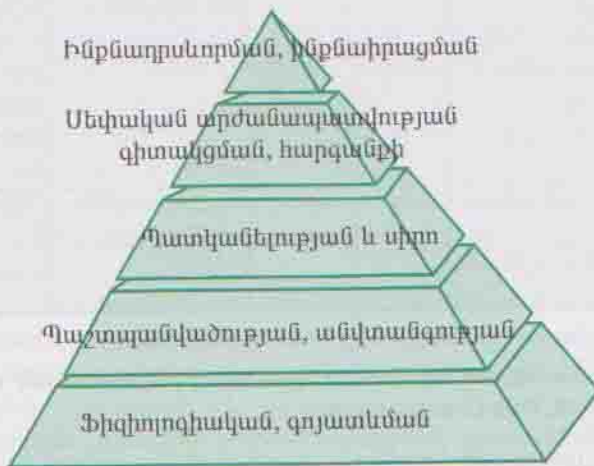 Ինքնադրսևորման, ինքնաիրացման
Սեփական արժանապատվության
գիտակցման, հարգանքի
Պատկանելության և սիրո
Պաշտպանվածության, անվտանգության
Ֆիզիոլոգիական, գոյատևման